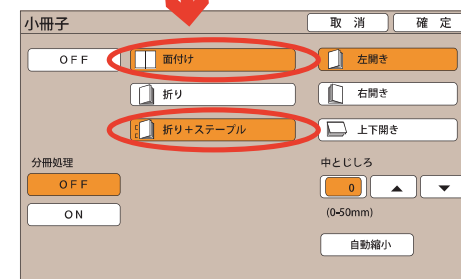 小冊子
取 消
確 定
OFF
面付け
左開き
折り
右開き
折り+ステープル
上下開き
分冊処理
中とじしろ
OFF
0
▲
▼
ON
(0-50mm)
自動縮小